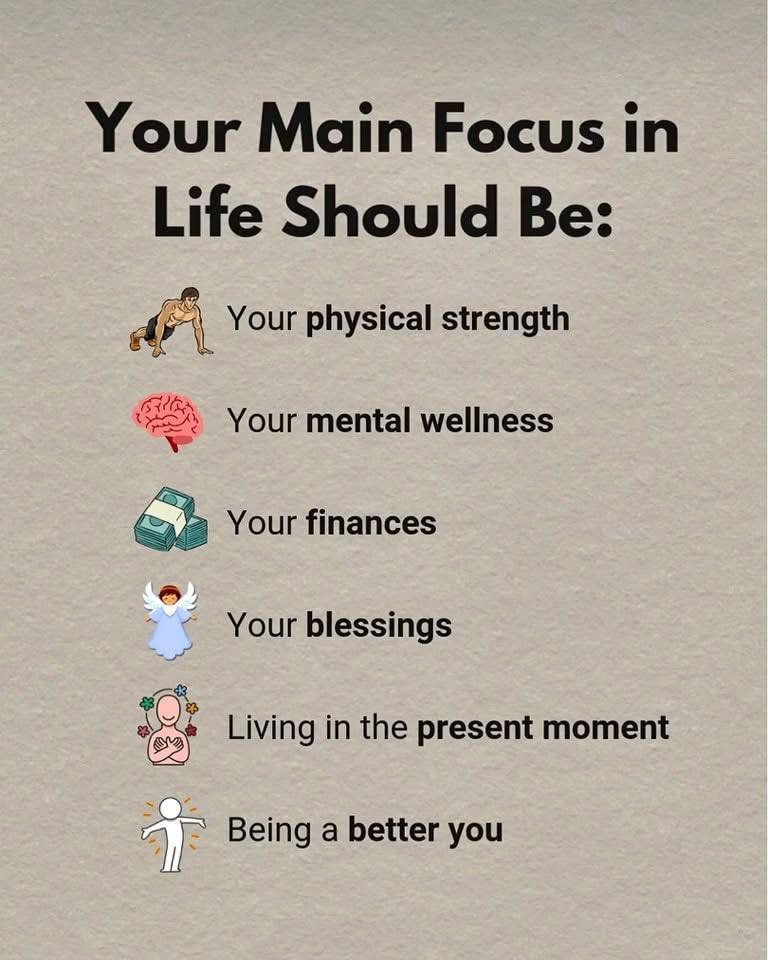 Your Main Focus in
Life Should Be:
Your physical strength
Your mental wellness
Your finances
Your blessings
Living in the present moment
Being a better you